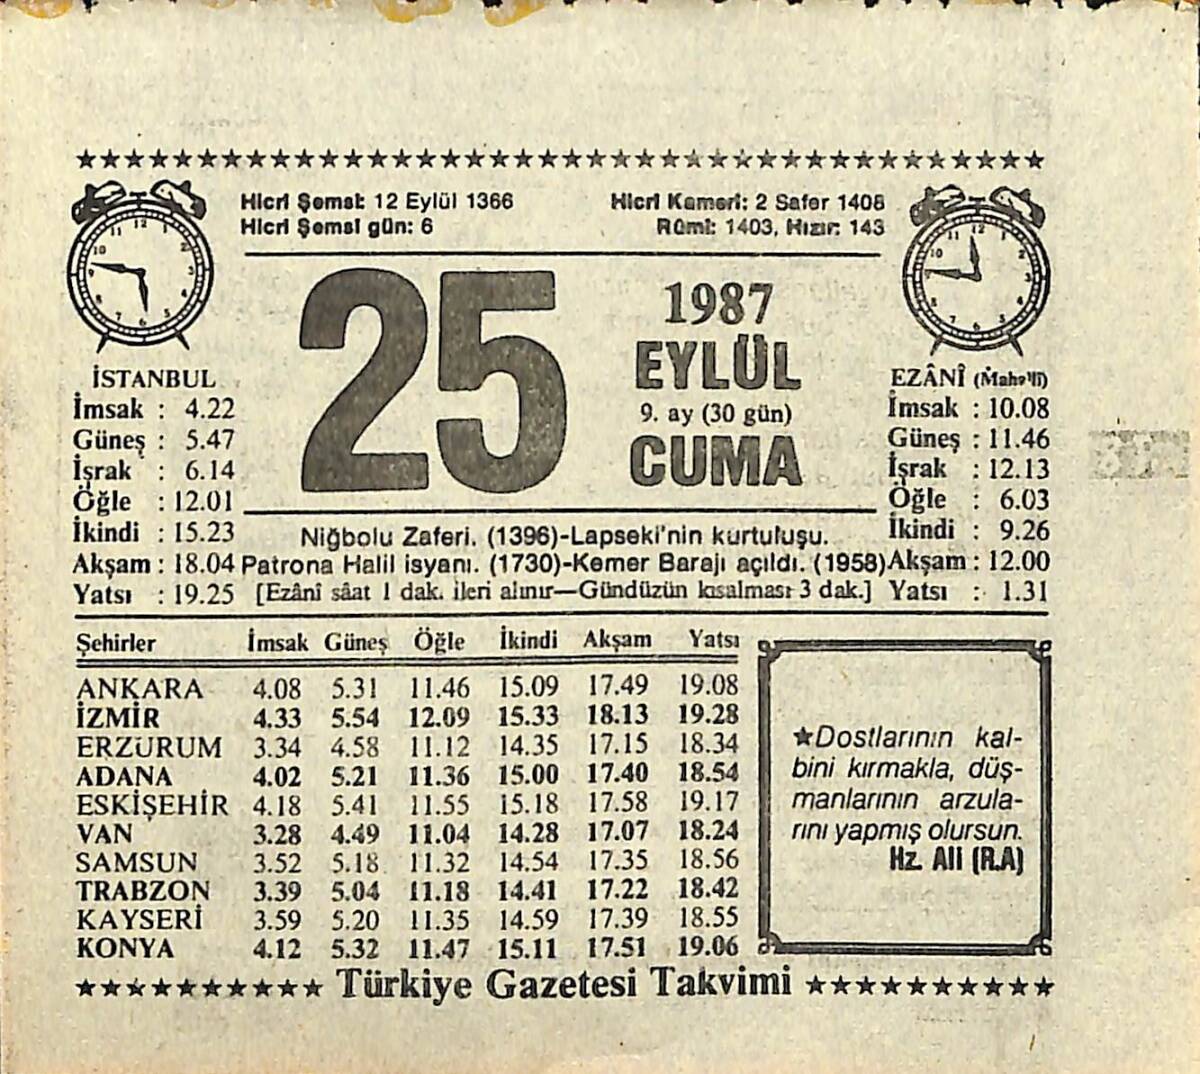 Hicri Şemsi: 12 Eylül 1366
Hicri Kameri: 2 Safer 1408
Hicri Şemsi gün: 6
Rûmi: 1403, Hızır: 143
25
1987
EYLÜL
9. ay (30 gün)
CUMA
İSTANBUL
İmsak : 4.22
Güneş : 5.47
İşrak : 6.14
Öğle : 12.01
İkindi : 15.23
Akşam : 18.04
Yatsı : 19.25
EZÂNÎ (Mahallî)
İmsak : 10.08
Güneş : 11.46
İşrak : 12.13
Öğle : 6.03
İkindi : 9.26
Akşam : 12.00
Yatsı : 1.31
Niğbolu Zaferi. (1396)-Lapseki'nin kurtuluşu.
Patrona Halil isyanı. (1730)-Kemer Barajı açıldı. (1958)
[Ezânî sâat 1 dak. ileri alınır—Gündüzün kısalması 3 dak.]
Şehirler İmsak Güneş Öğle İkindi Akşam Yatsı
ANKARA 4.08 5.31 11.46 15.09 17.49 19.08
İZMİR 4.33 5.54 12.09 15.33 18.13 19.28
ERZURUM 3.34 4.58 11.12 14.35 17.15 18.34
ADANA 4.02 5.21 11.36 15.00 17.40 18.54
ESKİŞEHİR 4.18 5.41 11.55 15.18 17.58 19.17
VAN 3.28 4.49 11.04 14.28 17.07 18.24
SAMSUN 3.52 5.18 11.32 14.54 17.35 18.56
TRABZON 3.39 5.04 11.18 14.41 17.22 18.42
KAYSERİ 3.59 5.20 11.35 14.59 17.39 18.55
KONYA 4.12 5.32 11.47 15.11 17.51 19.06
★Dostlarının kal-
bini kırmakla, düş-
manlarının arzula-
rını yapmış olursun.
Hz. Ali (R.A)
Türkiye Gazetesi Takvimi